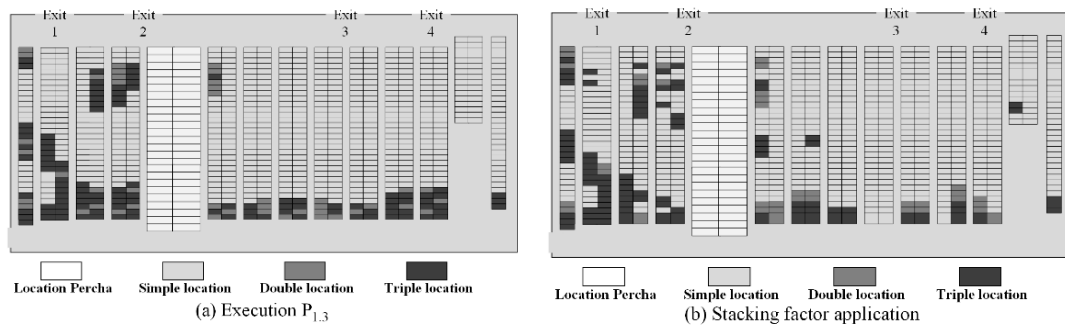 Exit Exit Exit Exit
1 2 3 4
Location Percha Simple location Double location Triple location
(a) Execution P1.3
Exit Exit Exit Exit
1 2 3 4
Location Percha Simple location Double location Triple location
(b) Stacking factor application